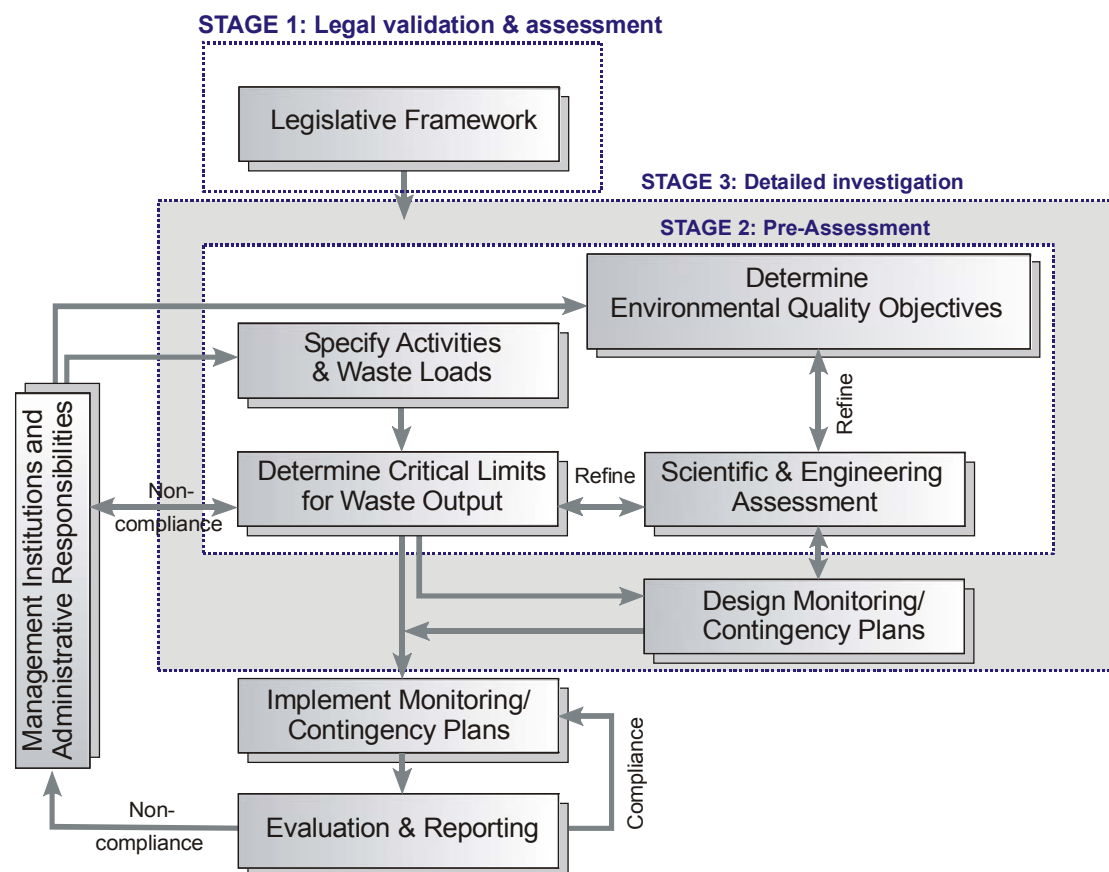 STAGE 1: Legal validation & assessment
Legislative Framework
STAGE 3: Detailed investigation
STAGE 2: Pre-Assessment
Determine
Environmental Quality Objectives
Specify Activities
& Waste Loads
Refine
Determine Critical Limits
for Waste Output
Refine
Scientific & Engineering
Assessment
Non-
compliance
Management Institutions and
Administrative Responsibilities
Design Monitoring/
Contingency Plans
Implement Monitoring/
Contingency Plans
Compliance
Non-
compliance
Evaluation & Reporting